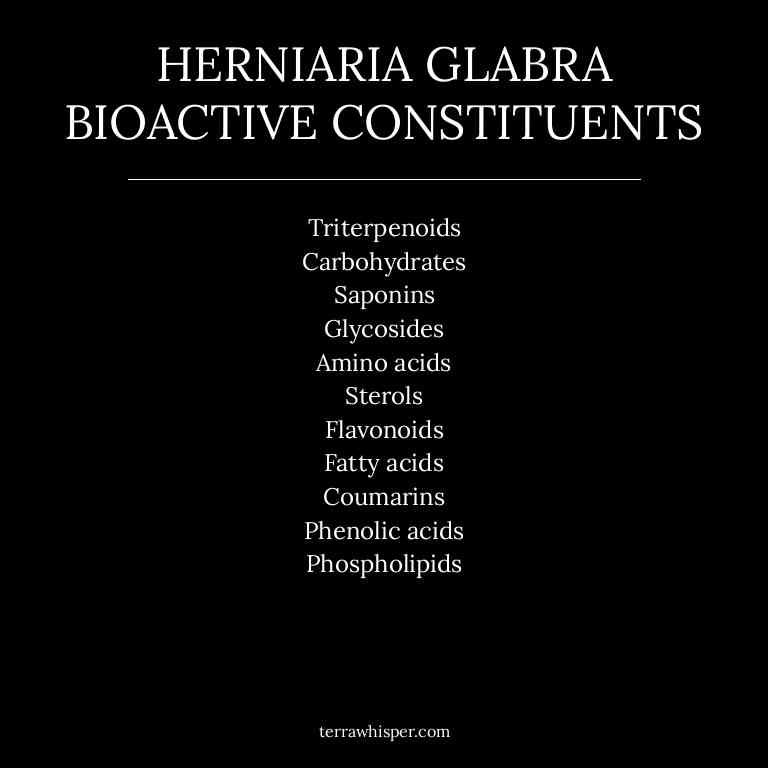 HERNIARIA GLABRA
BIOACTIVE CONSTITUENTS
Triterpenoids
Carbohydrates
Saponins
Glycosides
Amino acids
Sterols
Flavonoids
Fatty acids
Coumarins
Phenolic acids
Phospholipids
terrawhisper.com